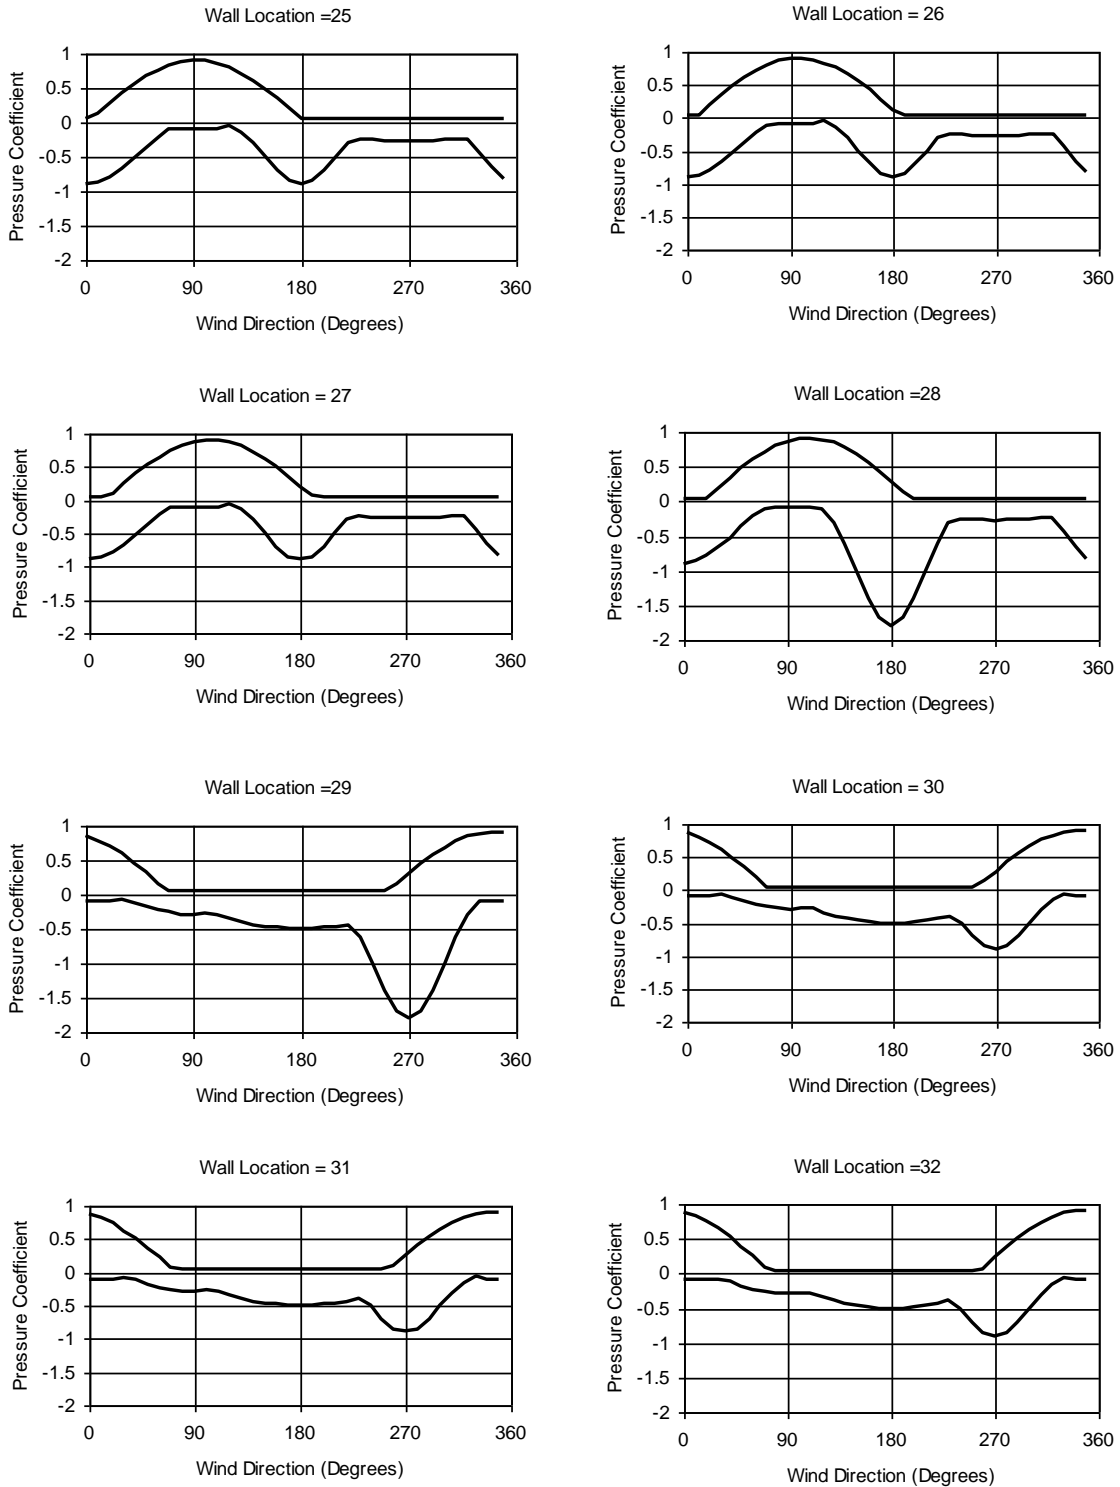 Wall Location =25
Pressure Coefficient
1
0.5
0
-0.5
-1
-1.5
-2
0 90 180 270 360
Wind Direction (Degrees)
Wall Location =26
Pressure Coefficient
1
0.5
0
-0.5
-1
-1.5
-2
0 90 180 270 360
Wind Direction (Degrees)
Wall Location = 27
Pressure Coefficient
1
0.5
0
-0.5
-1
-1.5
-2
0 90 180 270 360
Wind Direction (Degrees)
Wall Location =28
Pressure Coefficient
1
0.5
0
-0.5
-1
-1.5
-2
0 90 180 270 360
Wind Direction (Degrees)
Wall Location =29
Pressure Coefficient
1
0.5
0
-0.5
-1
-1.5
-2
0 90 180 270 360
Wind Direction (Degrees)
Wall Location = 30
Pressure Coefficient
1
0.5
0
-0.5
-1
-1.5
-2
0 90 180 270 360
Wind Direction (Degrees)
Wall Location = 31
Pressure Coefficient
1
0.5
0
-0.5
-1
-1.5
-2
0 90 180 270 360
Wind Direction (Degrees)
Wall Location =32
Pressure Coefficient
1
0.5
0
-0.5
-1
-1.5
-2
0 90 180 270 360
Wind Direction (Degrees)